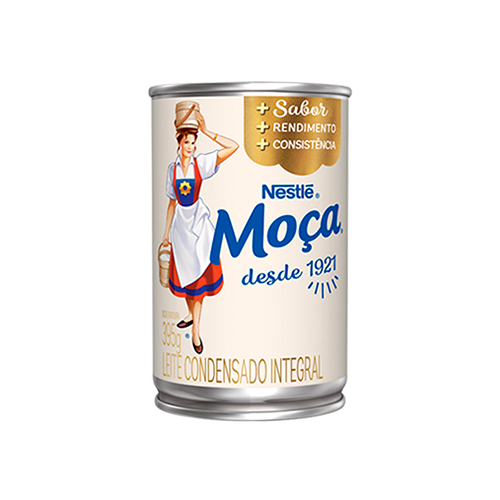 + Sabor
+ RENDIMENTO
+ CONSISTÊNCIA
Nestlé®
Moça®
desde 1921
395g
LEITE CONDENSADO INTEGRAL